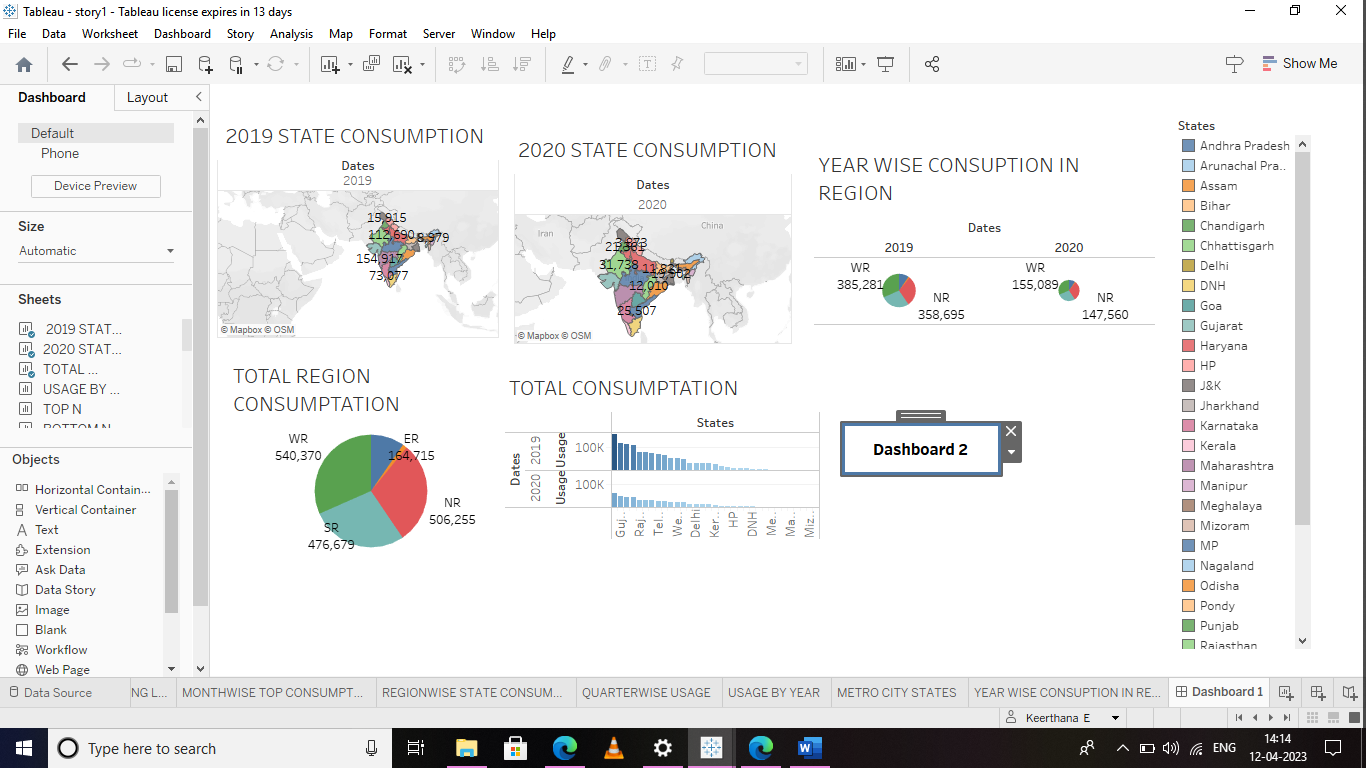 Tableau - story1 - Tableau license expires in 13 days
File Data Worksheet Dashboard Story Analysis Map Format Server Window Help
Show Me
Dashboard Layout
Default
Phone
Device Preview
Size
Automatic
Sheets
2019 STAT...
2020 STAT...
TOTAL ...
USAGE BY ...
TOP N
Objects
Horizontal Contain...
Vertical Container
Text
Extension
Ask Data
Data Story
Image
Blank
Workflow
Web Page
2019 STATE CONSUMPTION
Dates
2019
15,915
112,690
154,917
73,077
© Mapbox © OSM
2020 STATE CONSUMPTION
Dates
2020
Iran
China
31,738
12,010
25,507
© Mapbox © OSM
YEAR WISE CONSUPTION IN
REGION
Dates
2019 2020
WR
385,281
NR
358,695
WR
155,089
NR
147,560
TOTAL REGION
CONSUMPTATION
WR
540,370
ER
164,715
NR
506,255
SR
476,679
TOTAL CONSUMPTATION
States
Dates
2019
2020
Usage
Usage
100K
100K
Guj..
Raj..
Tel..
We..
Delhi
Ker..
HP
DNH
Me..
Ma..
Miz..
Dashboard 2
States
Andhra Pradesh
Arunachal Pra..
Assam
Bihar
Chandigarh
Chhattisgarh
Delhi
DNH
Goa
Gujarat
Haryana
HP
J&K
Jharkhand
Karnataka
Kerala
Maharashtra
Manipur
Meghalaya
Mizoram
MP
Nagaland
Odisha
Pondy
Punjab
Rajasthan
Data Source
NG L...
MONTHWISE TOP CONSUMPT...
REGIONWISE STATE CONSUM...
QUARTERWISE USAGE
USAGE BY YEAR
METRO CITY STATES
YEAR WISE CONSUPTION IN RE...
Dashboard 1
Keerthana E
Type here to search
ENG
14:14
12-04-2023